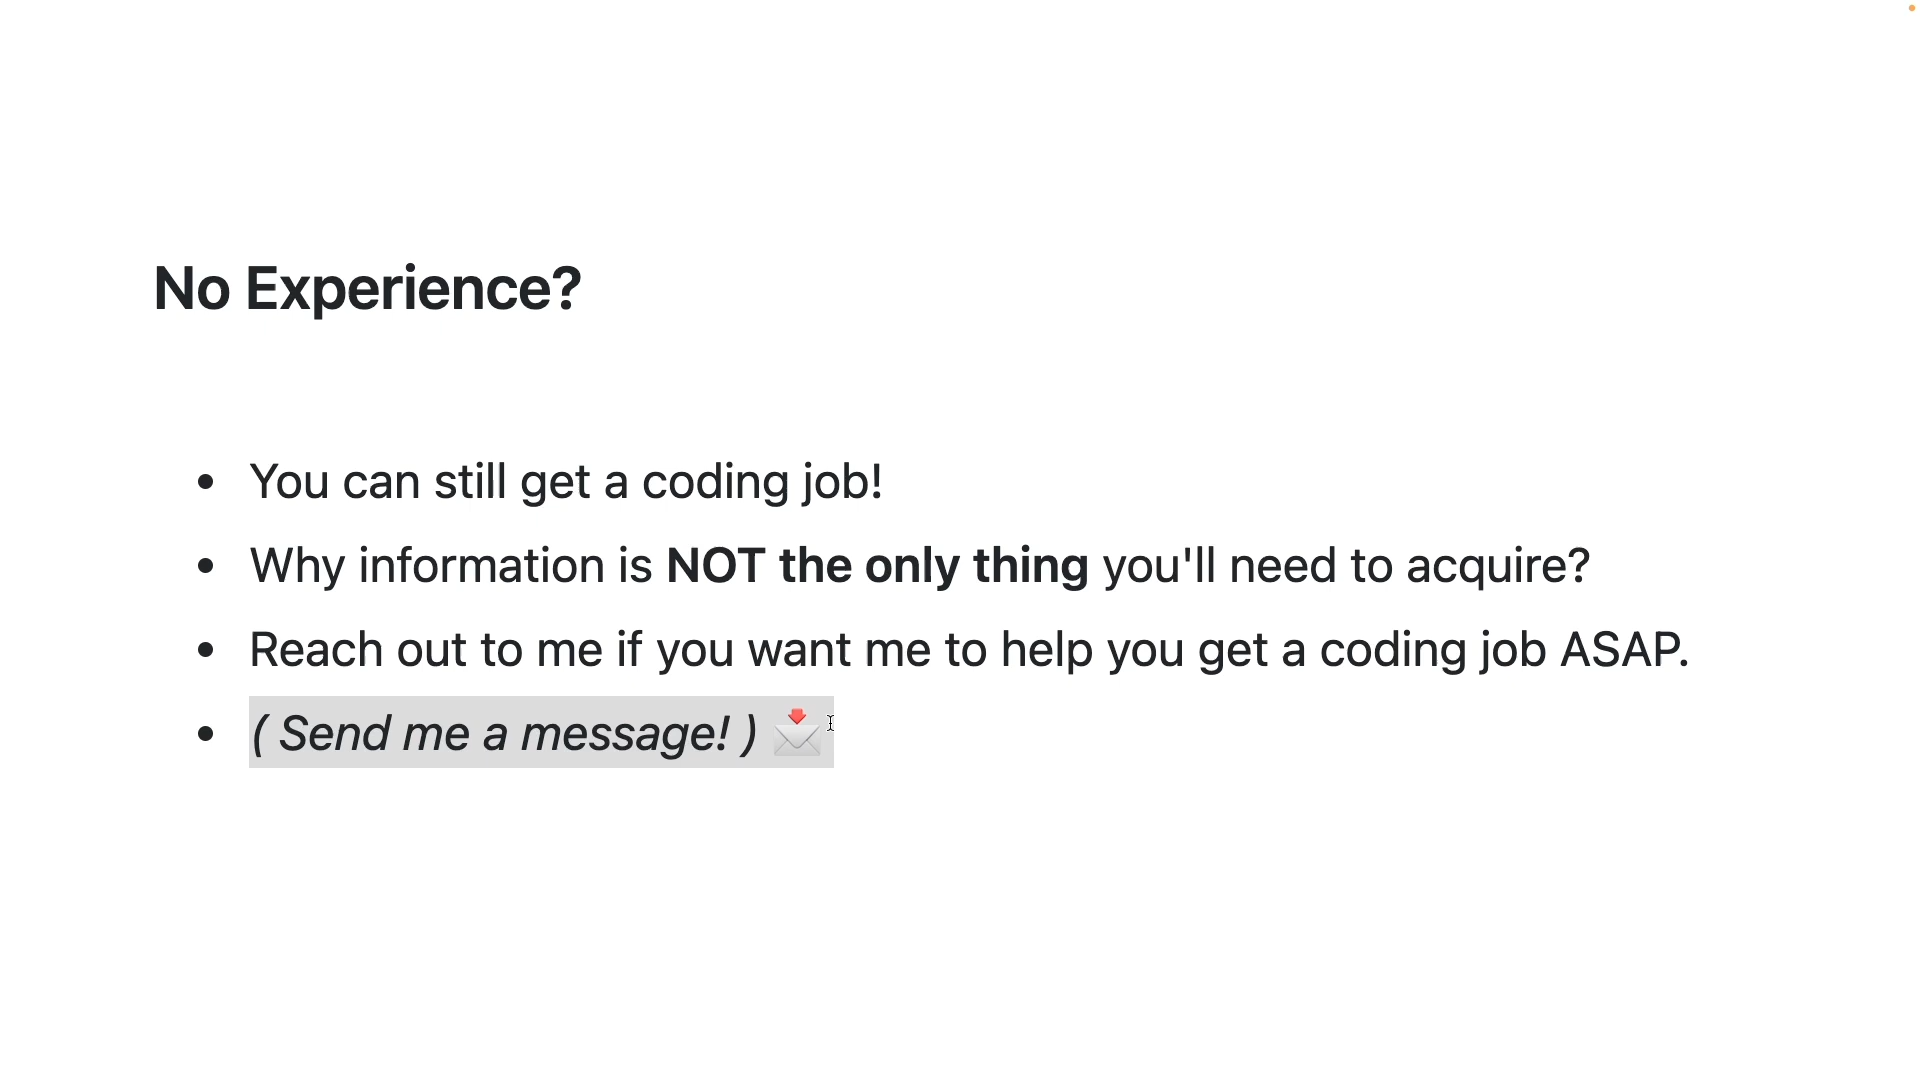 No Experience?
You can still get a coding job!
Why information is NOT the only thing you'll need to acquire?
Reach out to me if you want me to help you get a coding job ASAP.
( Send me a message! ) 📩